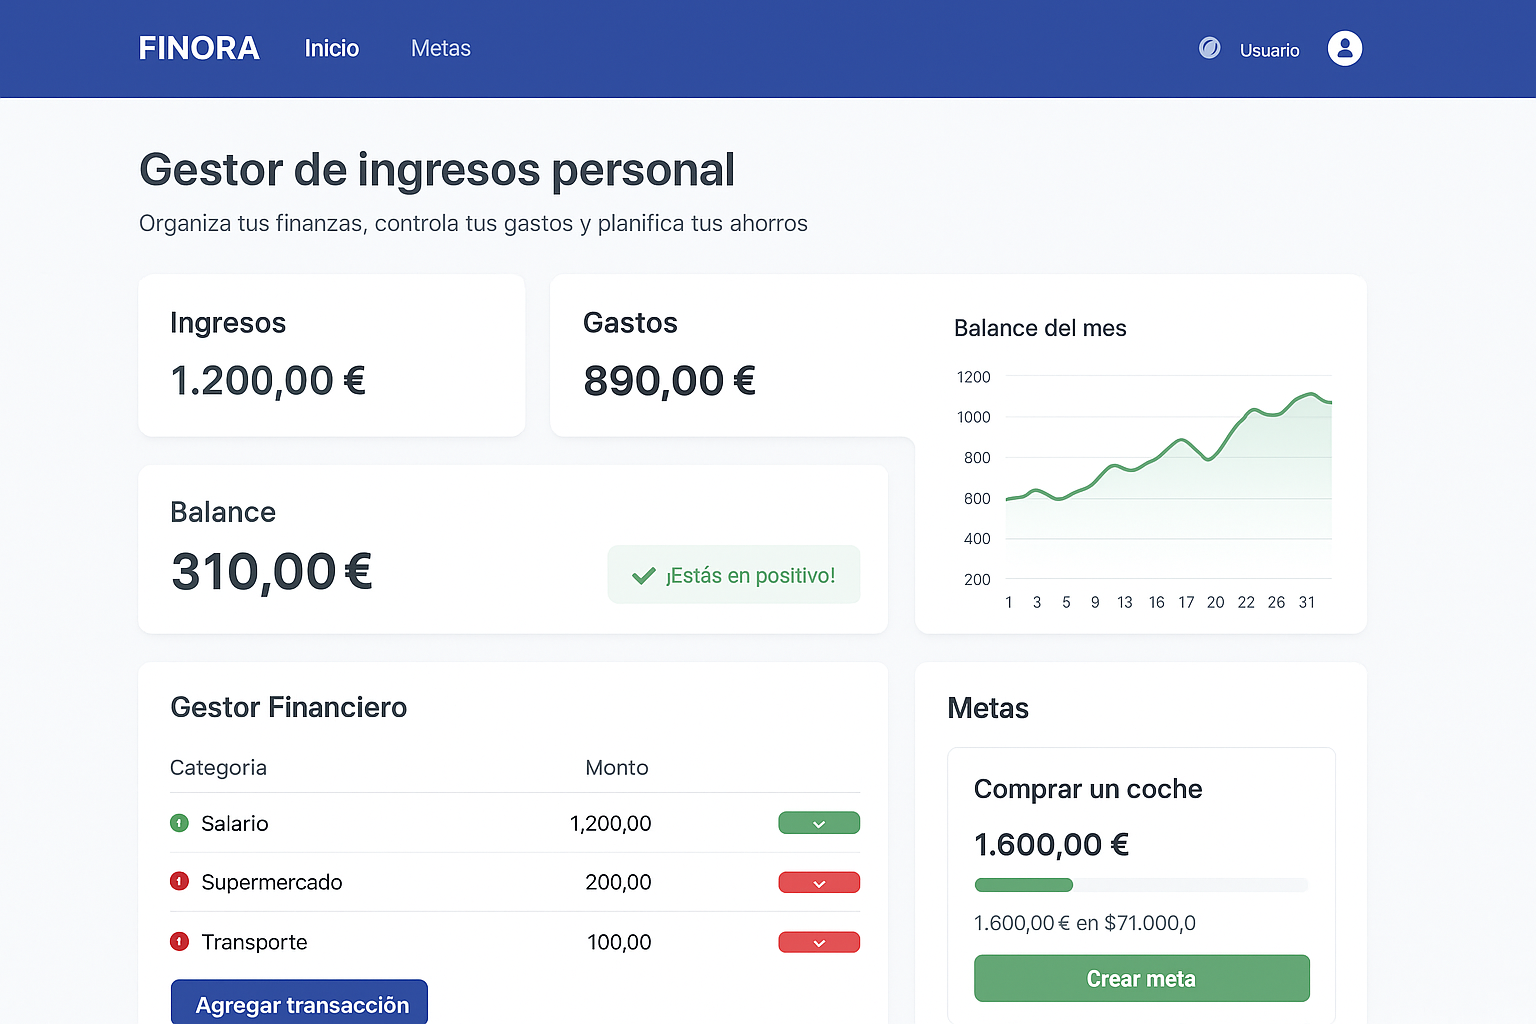 FINORA Inicio Metas Usuario
Gestor de ingresos personal
Organiza tus finanzas, controla tus gastos y planifica tus ahorros
Ingresos
1.200,00 €
Gastos
890,00 €
Balance del mes
1200
1000
800
800
400
200
1 3 5 9 13 16 17 20 22 26 31
Balance
310,00 €
¡Estás en positivo!
Gestor Financiero
Categoria Monto
Salario 1,200,00
Supermercado 200,00
Transporte 100,00
Agregar transacciõn
Metas
Comprar un coche
1.600,00 €
1.600,00 € en $71.000,0
Crear meta